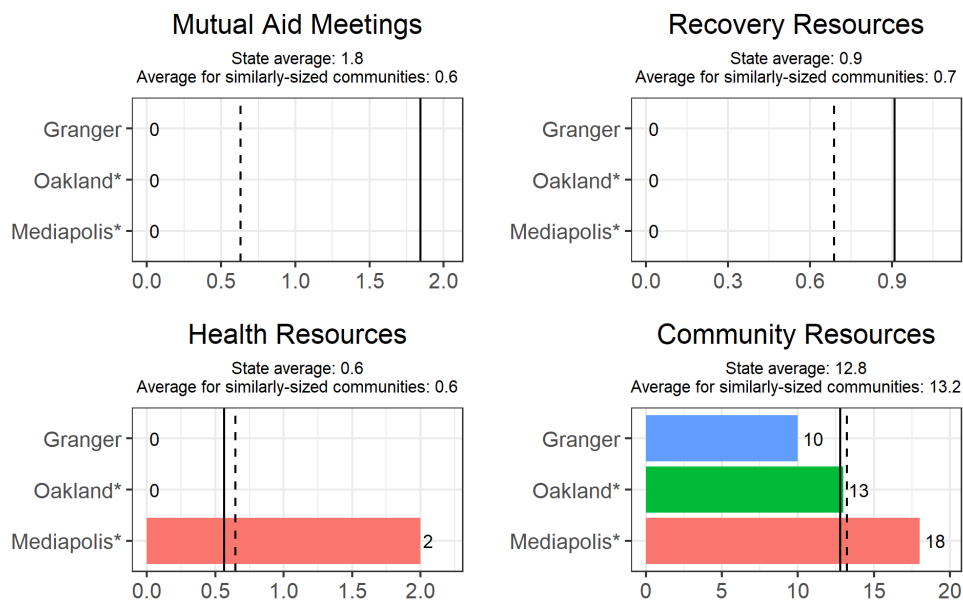 Mutual Aid Meetings
State average: 1.8
Average for similarly-sized communities: 0.6
Granger 0
Oakland* 0
Mediapolis* 0
0.0 0.5 1.0 1.5 2.0
Recovery Resources
State average: 0.9
Average for similarly-sized communities: 0.7
Granger 0
Oakland* 0
Mediapolis* 0
0.0 0.3 0.6 0.9
Health Resources
State average: 0.6
Average for similarly-sized communities: 0.6
Granger 0
Oakland* 0
Mediapolis* 2
0.0 0.5 1.0 1.5 2.0
Community Resources
State average: 12.8
Average for similarly-sized communities: 13.2
Granger 10
Oakland* 13
Mediapolis* 18
0 5 10 15 20